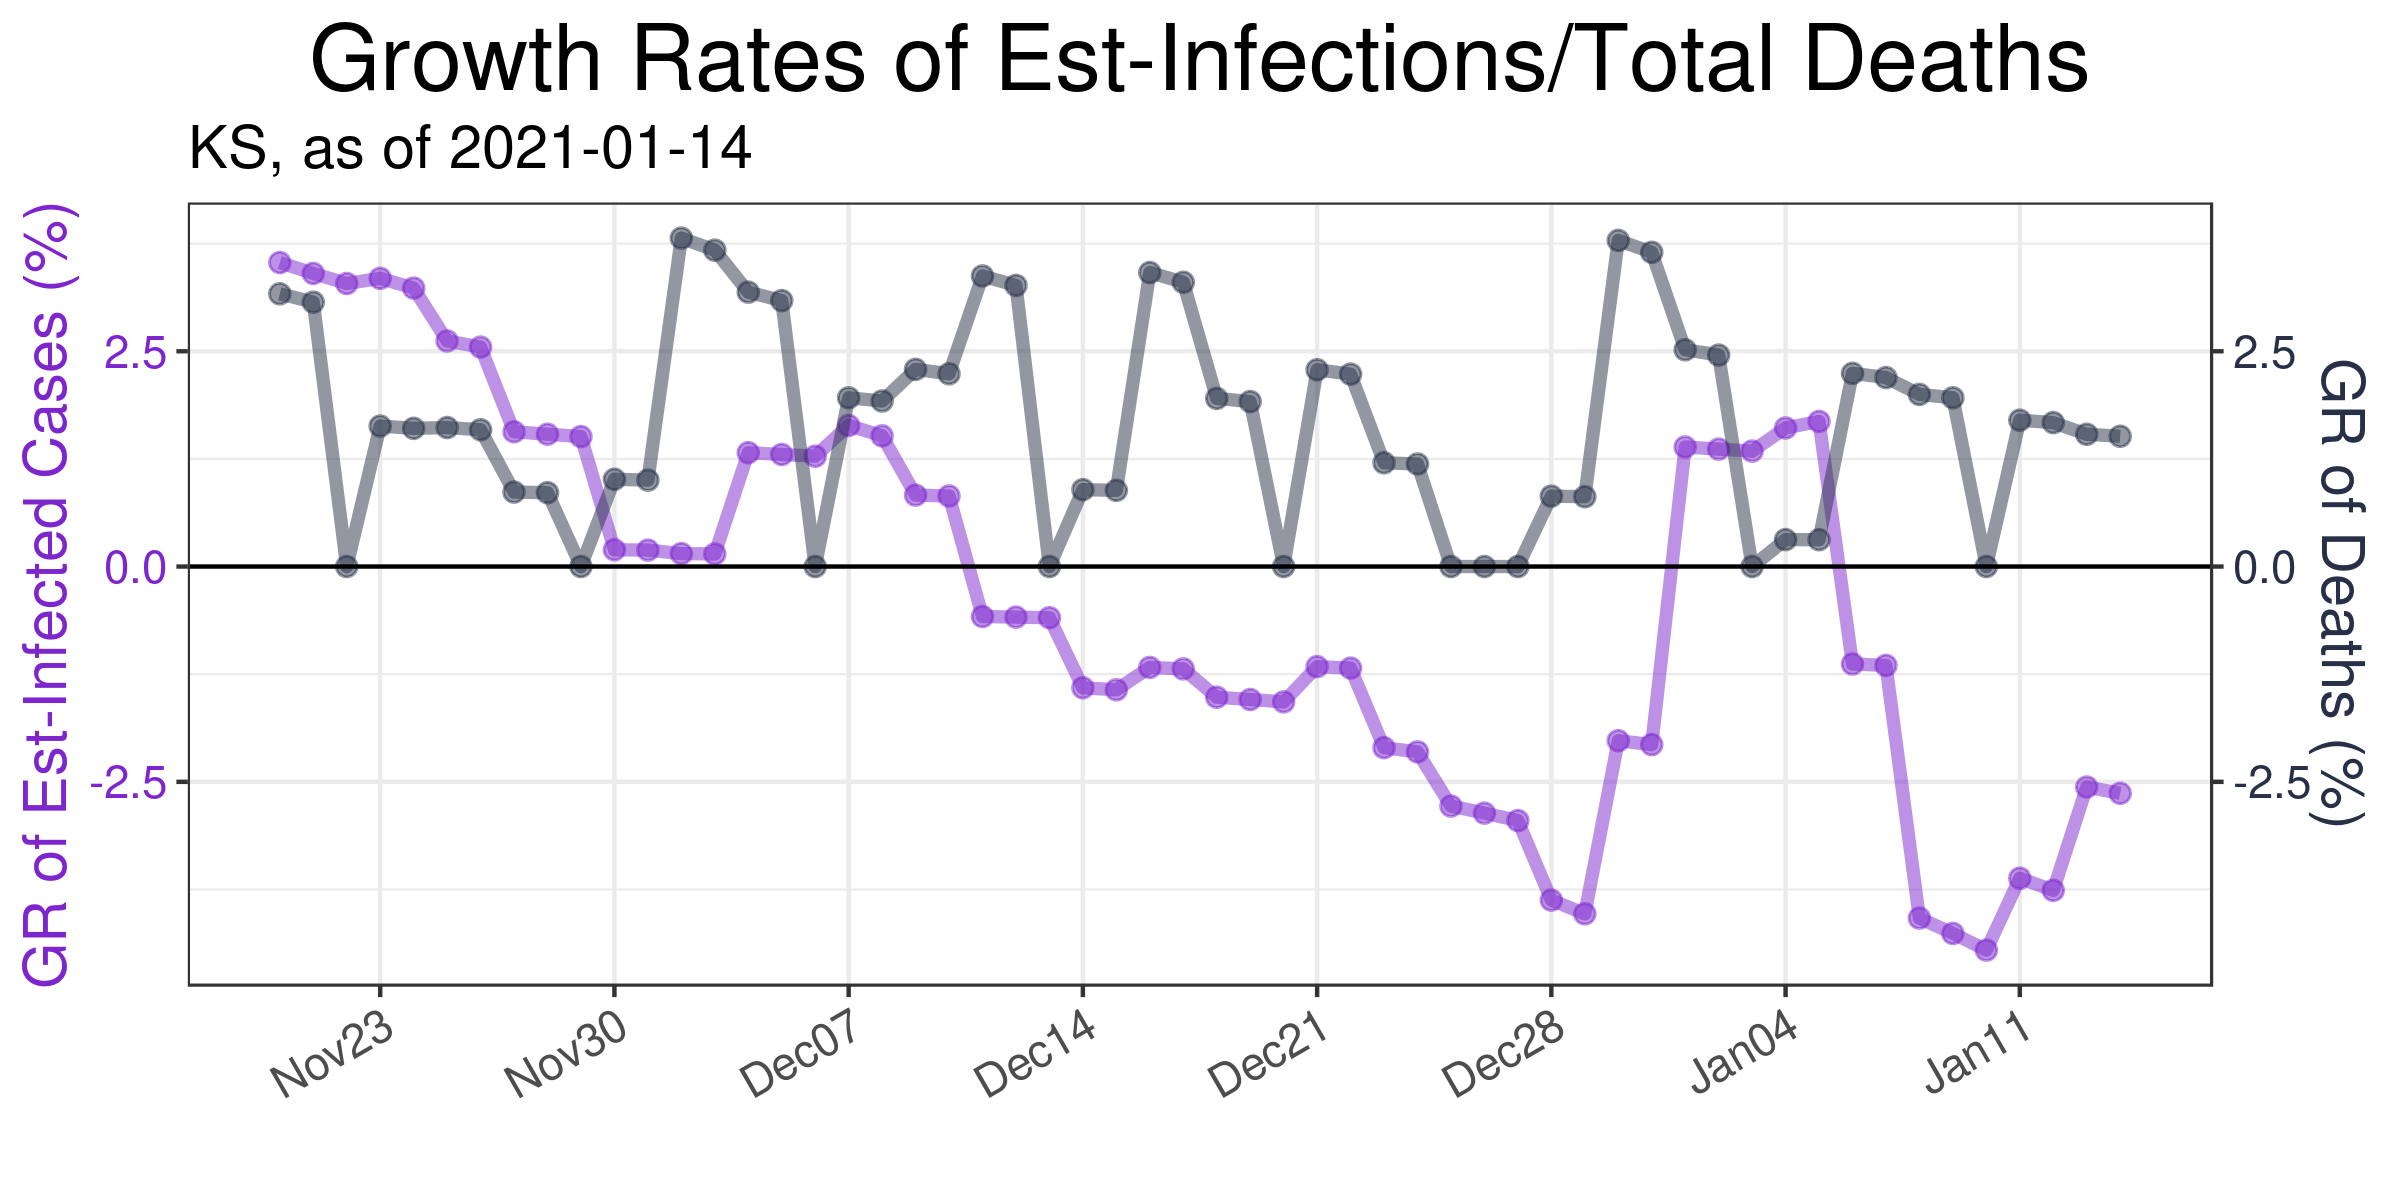 Growth Rates of Est-Infections/Total Deaths
KS, as of 2021-01-14
GR of Est-Infected Cases (%)
2.5
0.0
-2.5
2.5
0.0
-2.5
GR of Deaths (%)
Nov23
Nov30
Dec07
Dec14
Dec21
Dec28
Jan04
Jan11